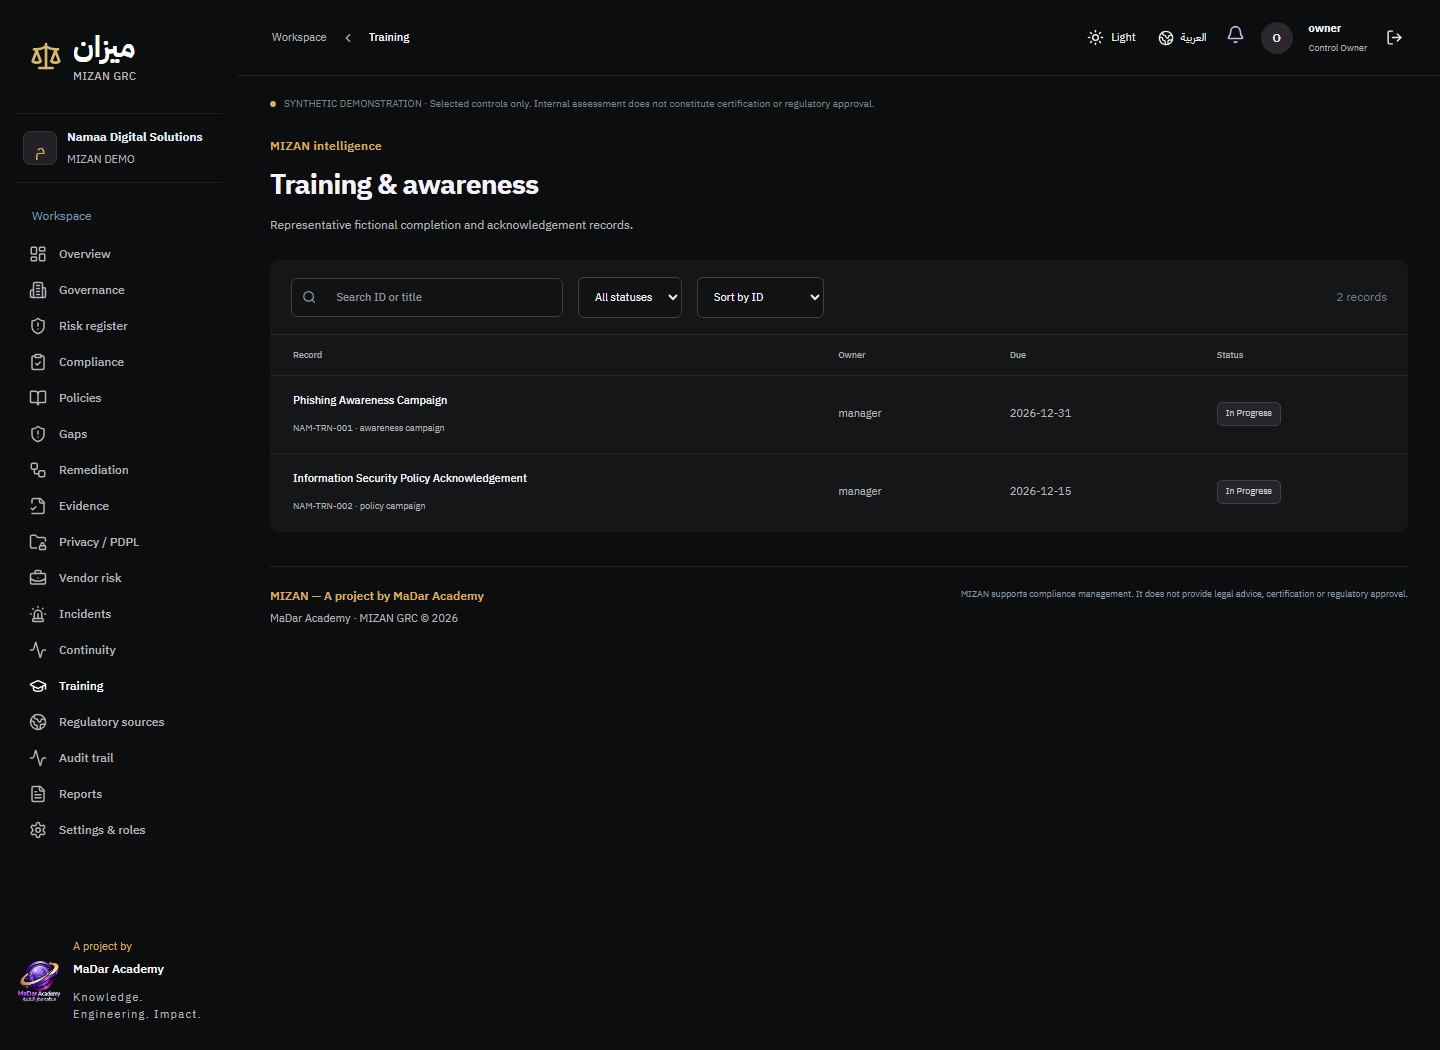 ميزان
MIZAN GRC
م
Namaa Digital Solutions
MIZAN DEMO
Workspace
Overview
Governance
Risk register
Compliance
Policies
Gaps
Remediation
Evidence
Privacy / PDPL
Vendor risk
Incidents
Continuity
Training
Regulatory sources
Audit trail
Reports
Settings & roles
A project by
MaDar Academy
Knowledge.
Engineering. Impact.
MaDar Academy
Workspace Training
Light
العربية
O
owner
Control Owner
SYNTHETIC DEMONSTRATION · Selected controls only. Internal assessment does not constitute certification or regulatory approval.
MIZAN intelligence
Training & awareness
Representative fictional completion and acknowledgement records.
Search ID or title
All statuses
Sort by ID
2 records
Record Owner Due Status
Phishing Awareness Campaign
NAM-TRN-001 · awareness campaign
manager 2026-12-31 In Progress
Information Security Policy Acknowledgement
NAM-TRN-002 · policy campaign
manager 2026-12-15 In Progress
MIZAN — A project by MaDar Academy
MaDar Academy · MIZAN GRC © 2026
MIZAN supports compliance management. It does not provide legal advice, certification or regulatory approval.